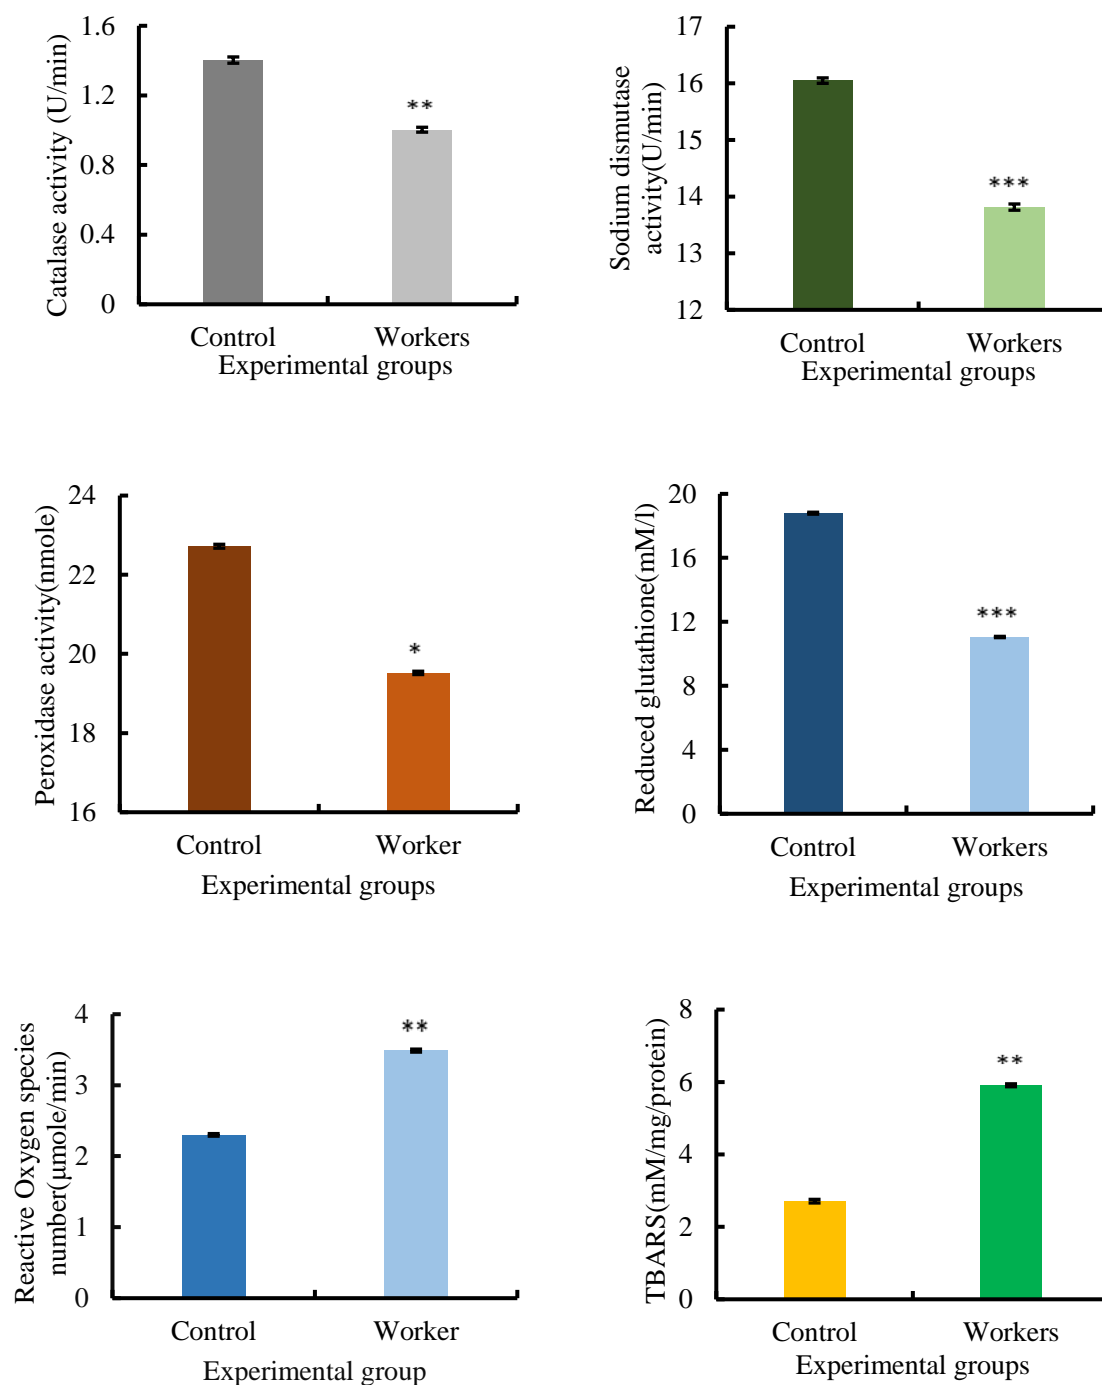 Catalase activity (U/min)
1.6
1.2
0.8
0.4
0
**
Control Workers
Experimental groups
Sodium dismutase
activity(U/min)
17
16
15
14
13
12
***
Control Workers
Experimental groups
Peroxidase activity(nmole)
24
22
20
18
16
*
Control Worker
Experimental groups
Reduced glutathione(mM/l)
20
16
12
8
4
0
***
Control Workers
Experimental groups
Reactive Oxygen species
number(µmole/min)
4
3
2
1
0
**
Control Worker
Experimental group
TBARS(mM/mg/protein)
8
6
4
2
0
**
Control Workers
Experimental groups